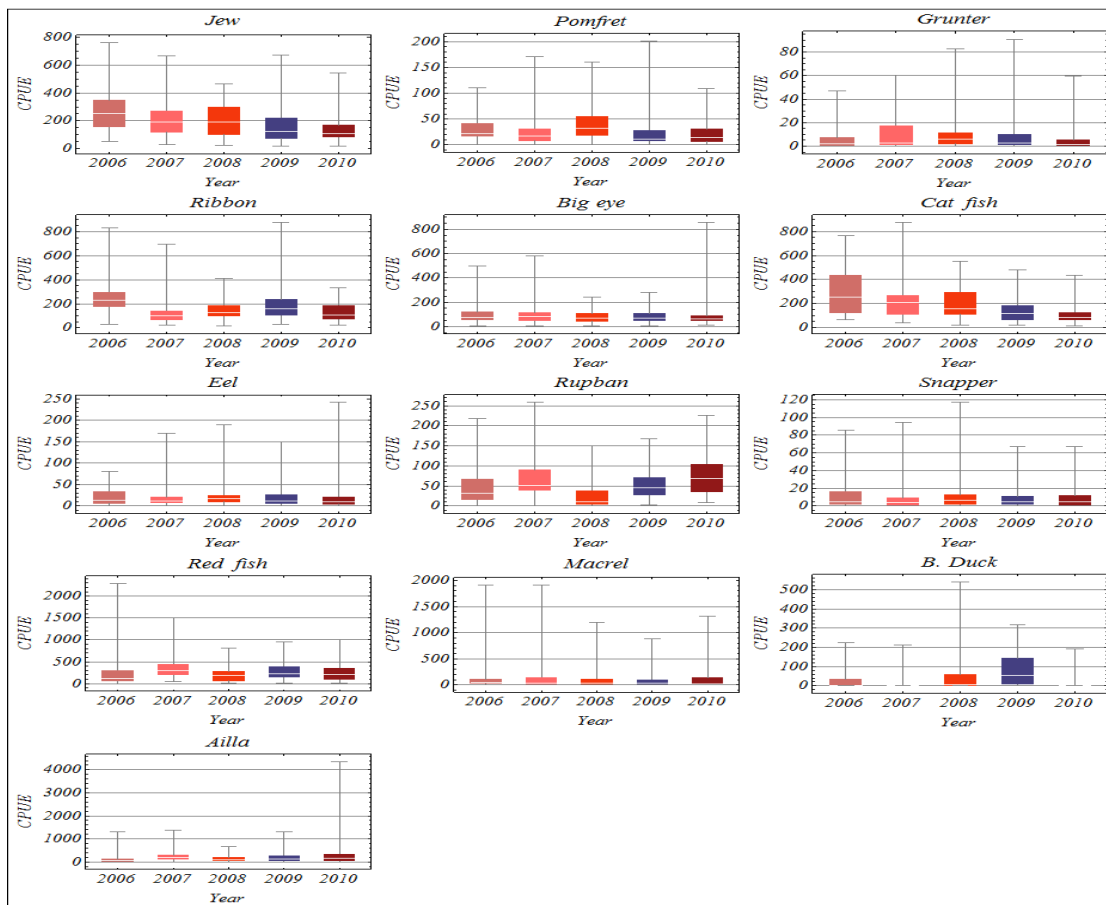 Jew
CPUE
800
600
400
200
0
2006 2007 2008 2009 2010
Year
Pomfret
CPUE
200
150
100
50
0
2006 2007 2008 2009 2010
Year
Grunter
CPUE
80
60
40
20
0
2006 2007 2008 2009 2010
Year
Ribbon
CPUE
800
600
400
200
0
2006 2007 2008 2009 2010
Year
Big eye
CPUE
800
600
400
200
0
2006 2007 2008 2009 2010
Year
Cat fish
CPUE
800
600
400
200
0
2006 2007 2008 2009 2010
Year
Eel
CPUE
250
200
150
100
50
0
2006 2007 2008 2009 2010
Year
Rupban
CPUE
250
200
150
100
50
0
2006 2007 2008 2009 2010
Year
Snapper
CPUE
120
100
80
60
40
20
0
2006 2007 2008 2009 2010
Year
Red fish
CPUE
2000
1500
1000
500
0
2006 2007 2008 2009 2010
Year
Macrel
CPUE
2000
1500
1000
500
0
2006 2007 2008 2009 2010
Year
B. Duck
CPUE
500
400
300
200
100
0
2006 2007 2008 2009 2010
Year
Ailla
CPUE
4000
3000
2000
1000
0
2006 2007 2008 2009 2010
Year